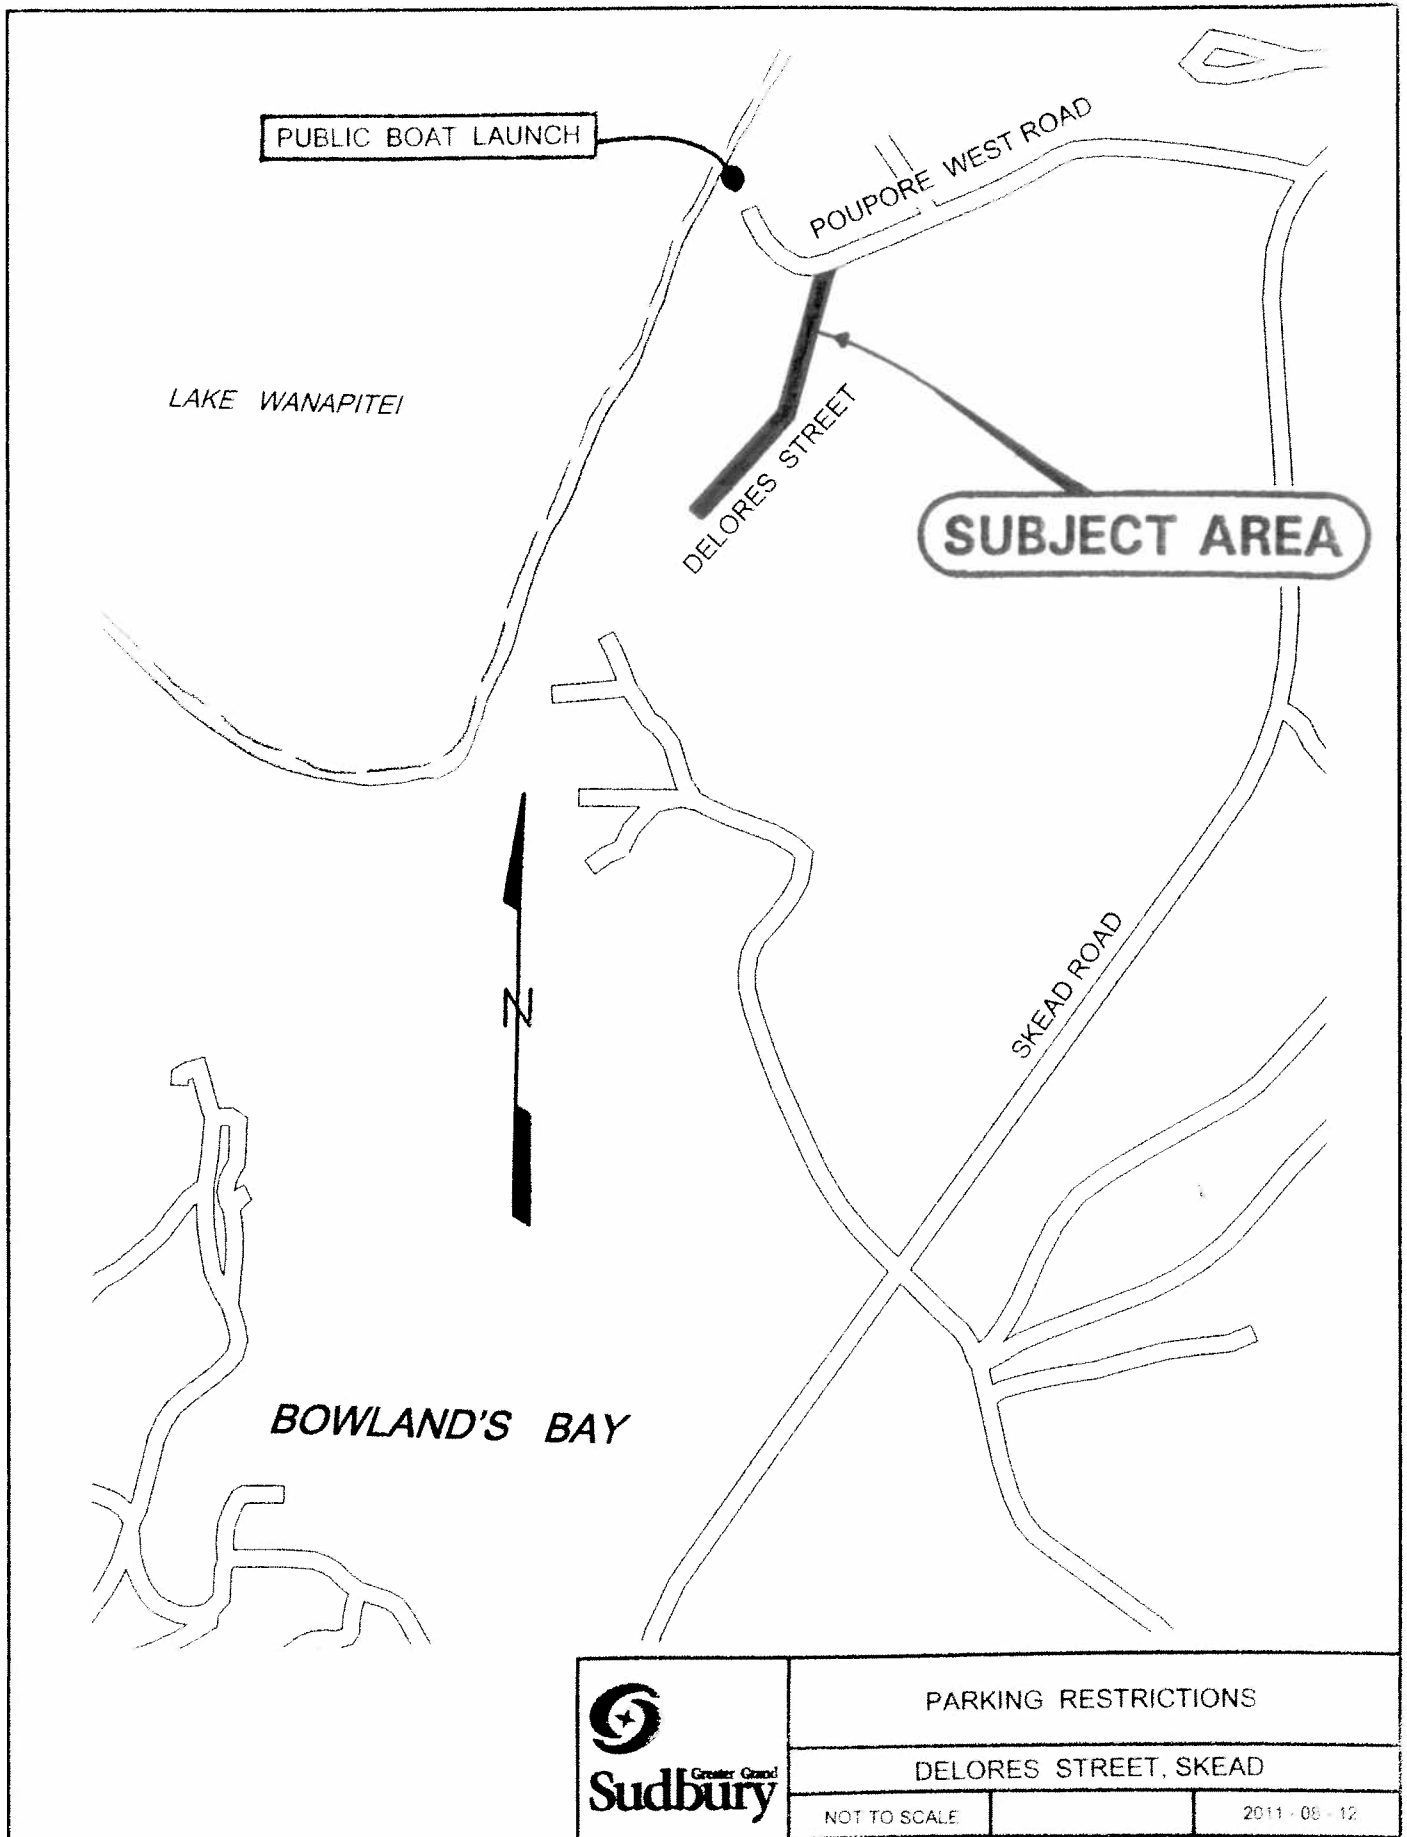 PUBLIC BOAT LAUNCH
POUPORE WEST ROAD
LAKE WANAPITEI
DELORES STREET
SUBJECT AREA
N
SKEAD ROAD
BOWLAND'S BAY
PARKING RESTRICTIONS
Greater Grand
Sudbury
DELORES STREET, SKEAD
NOT TO SCALE
2011 - 08 - 12